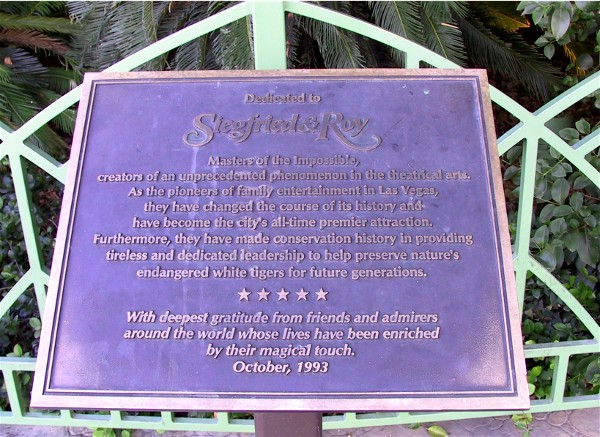 Dedicated to
Siegfried & Roy
Masters of the Impossible,
creators of an unprecedented phenomenon in the theatrical arts.
As the pioneers of family entertainment in Las Vegas,
they have changed the course of its history and
have become the city's all-time premier attraction.
Furthermore, they have made conservation history in providing
tireless and dedicated leadership to help preserve nature's
endangered white tigers for future generations.
★★★★★
With deepest gratitude from friends and admirers
around the world whose lives have been enriched
by their magical touch.
October, 1993